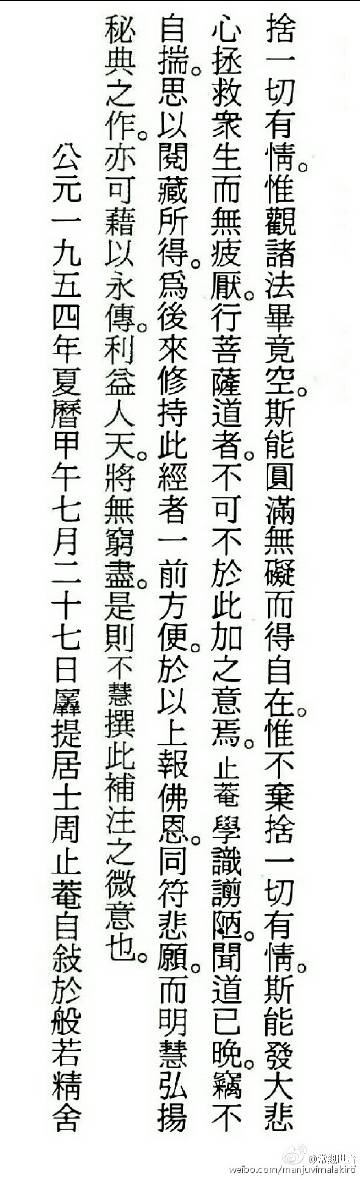 捨一切有情。惟觀諸法畢竟空。斯能圓滿無礙而得自在。惟不棄捨一切有情。斯能發大悲
心拯救衆生而無疲厭。行菩薩道者。不可不於此加之意焉。止菴學識謭陋。聞道已晚。竊不
自揣。思以閱藏所得。爲後來修持此經者一前方便。於以上報佛恩。同符悲願。而明慧弘揚
秘典之作。亦可藉以永傳。利益人天。將無窮盡。是則不慧撰此補注之微意也。
公元一九五四年夏曆甲午七月二十七日羼提居士周止菴自敍於般若精舍
weibo.com/manjuvimalakird